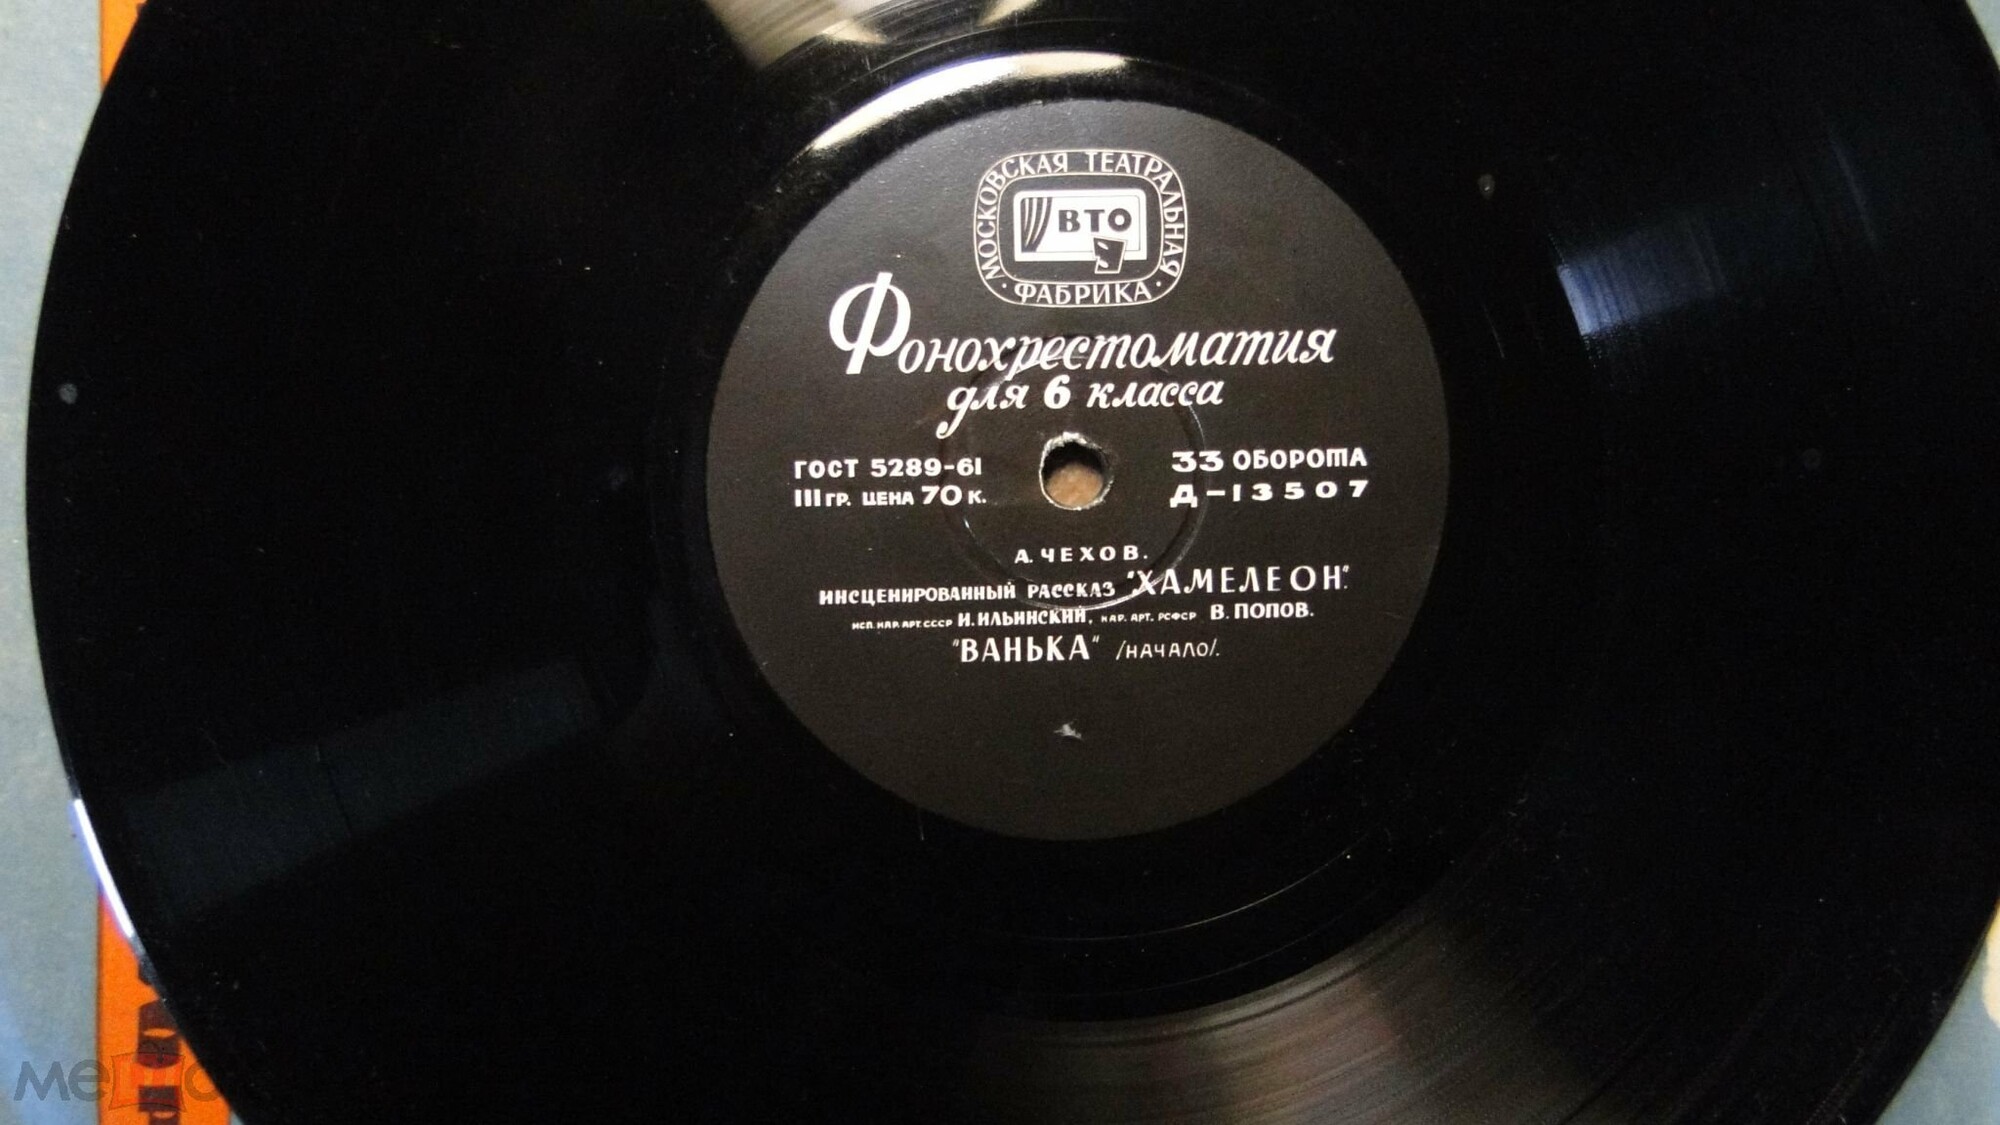 МОСКОВСКАЯ ТЕАТРАЛЬНАЯ
ВТО
· ФАБРИКА ·
Фонохрестоматия
для 6 класса
ГОСТ 5289-61
33 ОБОРОТА
III ГР. ЦЕНА 70 К.
Д-13507
А. ЧЕХОВ.
ИНСЦЕНИРОВАННЫЙ РАССКАЗ "ХАМЕЛЕОН".
ИСП. НАР. АРТ. СССР И. ИЛЬИНСКИЙ, НАР. АРТ. РСФСР В. ПОПОВ.
"ВАНЬКА" /НАЧАЛО/.